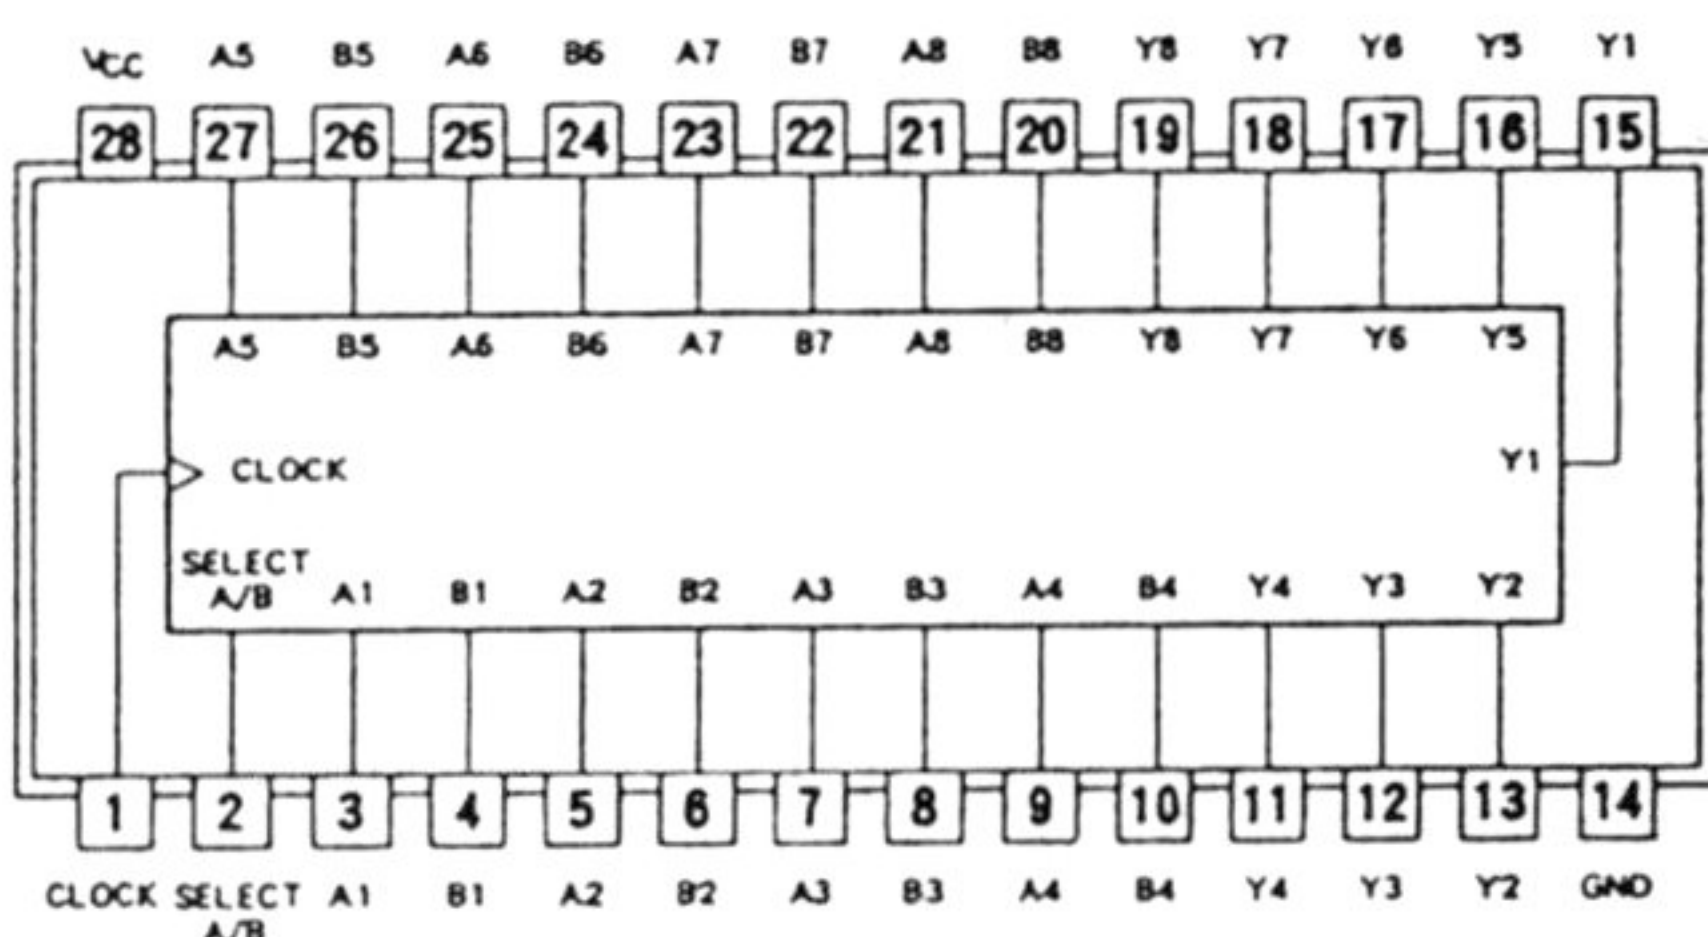 VCC A5 B5 A6 B6 A7 B7 A8 B8 Y8 Y7 Y6 Y5 Y1
28 27 26 25 24 23 22 21 20 19 18 17 16 15
A5 B5 A6 B6 A7 B7 A8 B8 Y8 Y7 Y6 Y5
CLOCK Y1
SELECT
A/B A1 B1 A2 B2 A3 B3 A4 B4 Y4 Y3 Y2
1 2 3 4 5 6 7 8 9 10 11 12 13 14
CLOCK SELECT A1 B1 A2 B2 A3 B3 A4 B4 Y4 Y3 Y2 GND
A/B